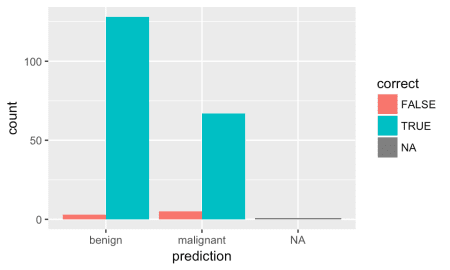 100
50
0
count
benign malignant NA
prediction
correct
FALSE
TRUE
NA